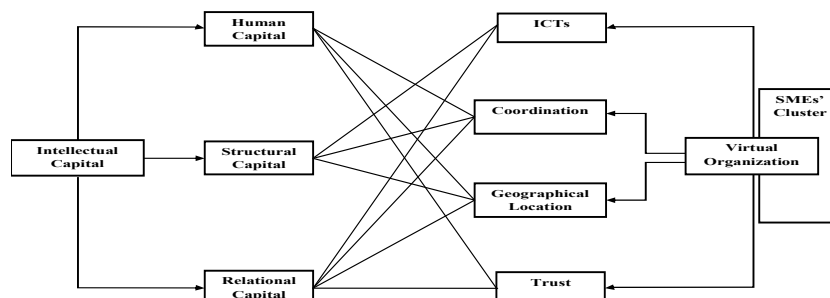 Human
Capital
ICTs
SMEs'
Cluster
Coordination
Intellectual
Capital
Structural
Capital
Virtual
Organization
Geographical
Location
Relational
Capital
Trust